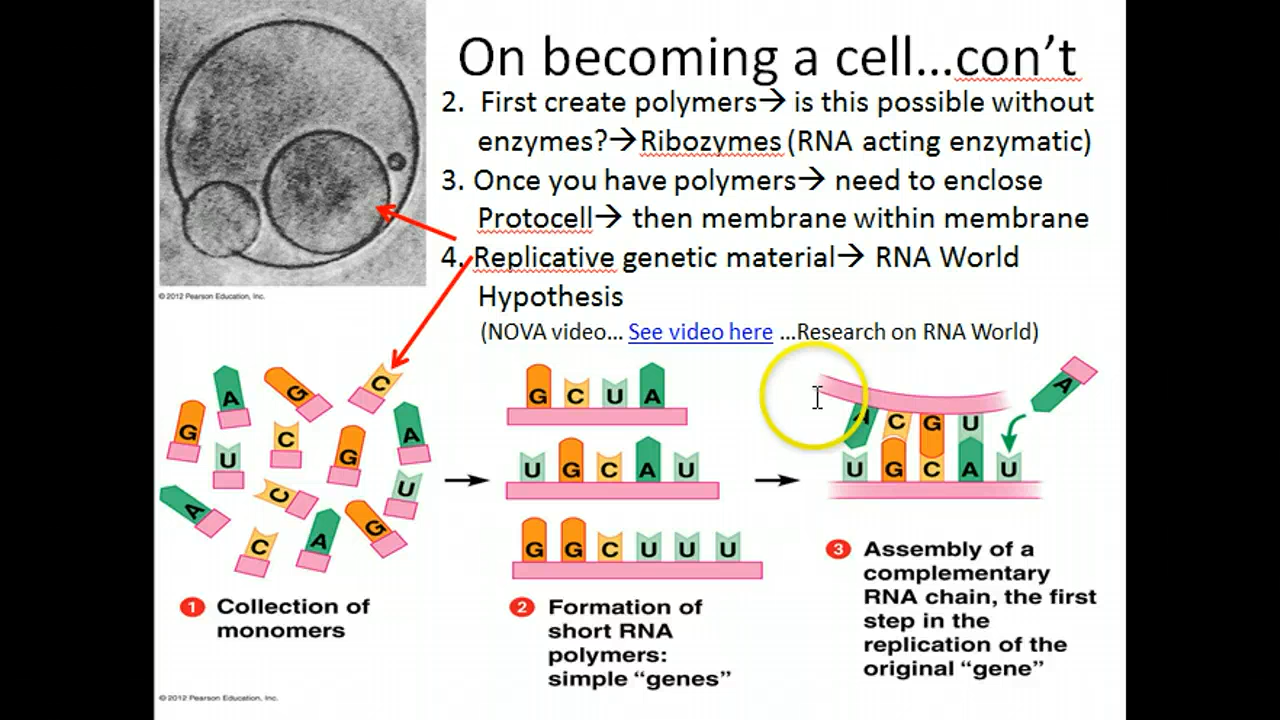 On becoming a cell...con't
2. First create polymers→ is this possible without
enzymes?→Ribozymes (RNA acting enzymatic)
3. Once you have polymers→ need to enclose
Protocell→ then membrane within membrane
4. Replicative genetic material→ RNA World
Hypothesis
(NOVA video... See video here ...Research on RNA World)
© 2012 Pearson Education, Inc.
A G C
G U C G A
A C U
C A G
1 Collection of
monomers
G C U A
U G C A U
G G C U U U
2 Formation of
short RNA
polymers:
simple “genes”
A
A C G U
U G C A U
3 Assembly of a
complementary
RNA chain, the first
step in the
replication of the
original “gene”
© 2012 Pearson Education, Inc.